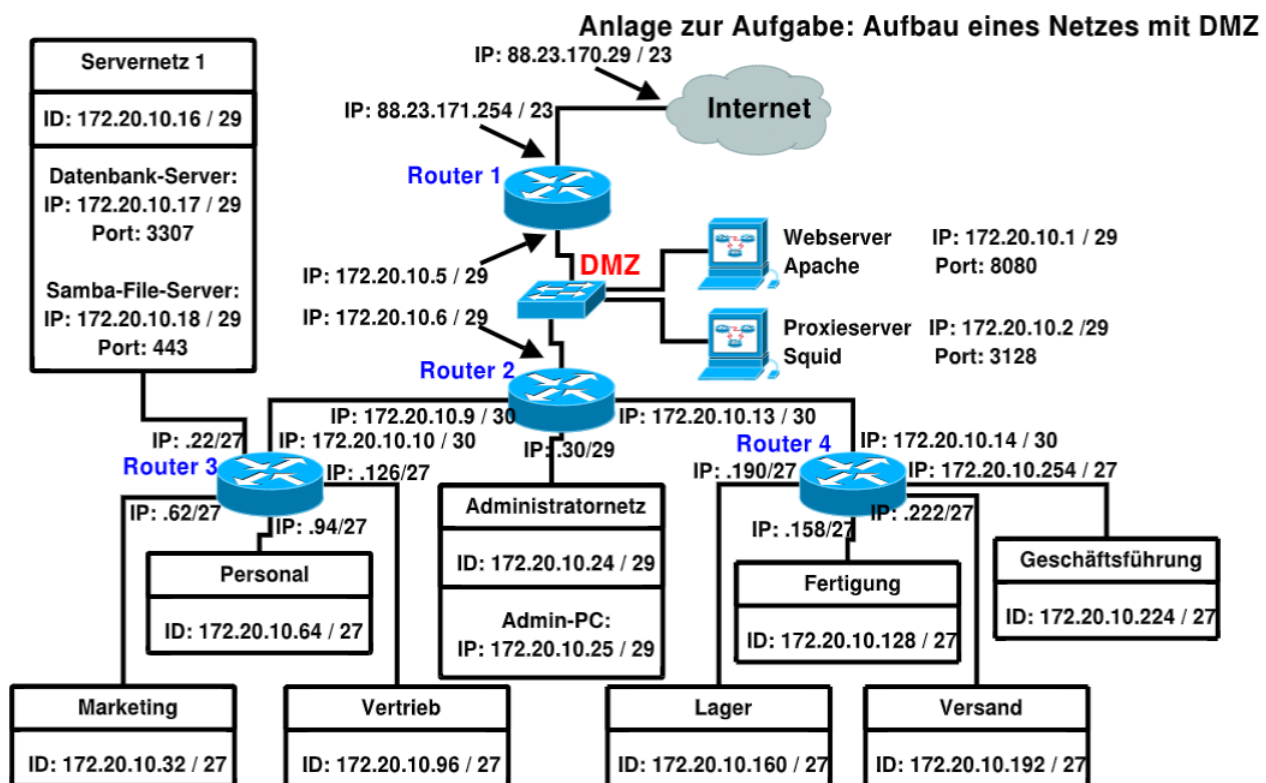 Anlage zur Aufgabe: Aufbau eines Netzes mit DMZ
IP: 88.23.170.29 / 23
Internet
IP: 88.23.171.254 / 23
Router 1
Servernetz 1
ID: 172.20.10.16 / 29
Datenbank-Server:
IP: 172.20.10.17 / 29
Port: 3307
Samba-File-Server:
IP: 172.20.10.18 / 29
Port: 443
IP: 172.20.10.5 / 29
DMZ
IP: 172.20.10.6 / 29
Webserver IP: 172.20.10.1 / 29
Apache Port: 8080
Proxieserver IP: 172.20.10.2 /29
Squid Port: 3128
Router 2
IP: 172.20.10.9 / 30
IP: 172.20.10.13 / 30
IP: .30/29
IP: .22/27
IP: 172.20.10.10 / 30
Router 3
IP: .126/27
IP: .62/27
IP: .94/27
Router 4
IP: 172.20.10.14 / 30
IP: .190/27
IP: 172.20.10.254 / 27
IP: .222/27
IP: .158/27
Administratornetz
ID: 172.20.10.24 / 29
Admin-PC:
IP: 172.20.10.25 / 29
Personal
ID: 172.20.10.64 / 27
Fertigung
ID: 172.20.10.128 / 27
Geschäftsführung
ID: 172.20.10.224 / 27
Marketing
ID: 172.20.10.32 / 27
Vertrieb
ID: 172.20.10.96 / 27
Lager
ID: 172.20.10.160 / 27
Versand
ID: 172.20.10.192 / 27